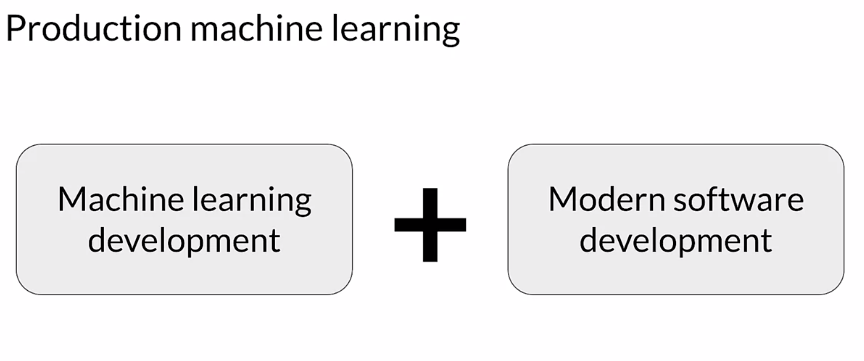 Production machine learning
Machine learning
development
+
Modern software
development